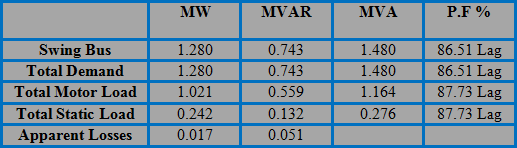 MW MVAR MVA P.F %
Swing Bus 1.280 0.743 1.480 86.51 Lag
Total Demand 1.280 0.743 1.480 86.51 Lag
Total Motor Load 1.021 0.559 1.164 87.73 Lag
Total Static Load 0.242 0.132 0.276 87.73 Lag
Apparent Losses 0.017 0.051